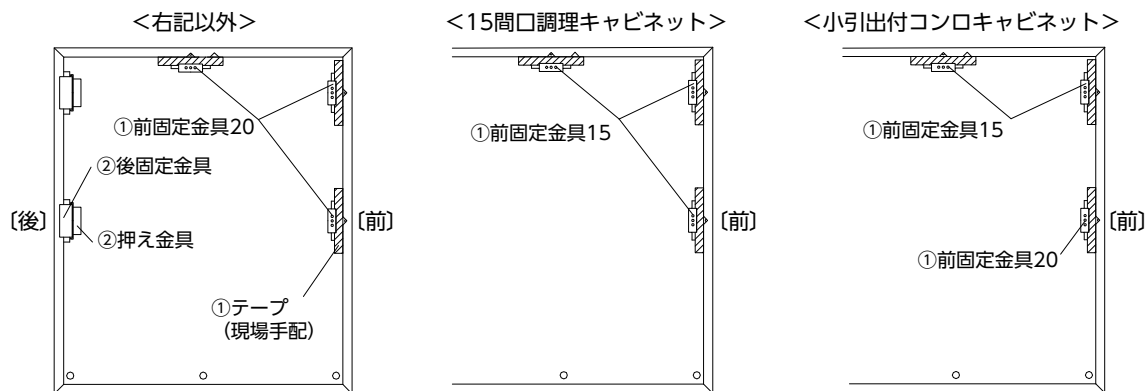 ＜右記以外＞
①前固定金具20
②後固定金具
〔後〕
②押え金具
〔前〕
①テープ
（現場手配）
＜15間口調理キャビネット＞
①前固定金具15
〔前〕
＜小引出付コンロキャビネット＞
①前固定金具15
〔前〕
①前固定金具20